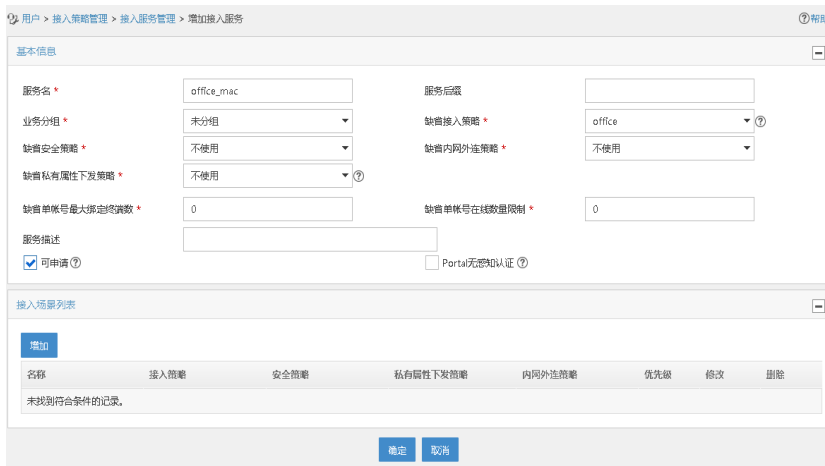 用户 > 接入策略管理 > 接入服务管理 > 增加接入服务 帮助
基本信息
服务名 * office_mac 服务后缀
业务分组 * 未分组 缺省接入策略 * office
缺省安全策略 * 不使用 缺省内网外连策略 * 不使用
缺省私有属性下发策略 * 不使用
缺省单帐号最大绑定终端数 * 0 缺省单帐号在线数量限制 * 0
服务描述
可申请 Portal无感知认证
接入场景列表
增加
名称 接入策略 安全策略 私有属性下发策略 内网外连策略 优先级 修改 删除
未找到符合条件的记录。
确定 取消